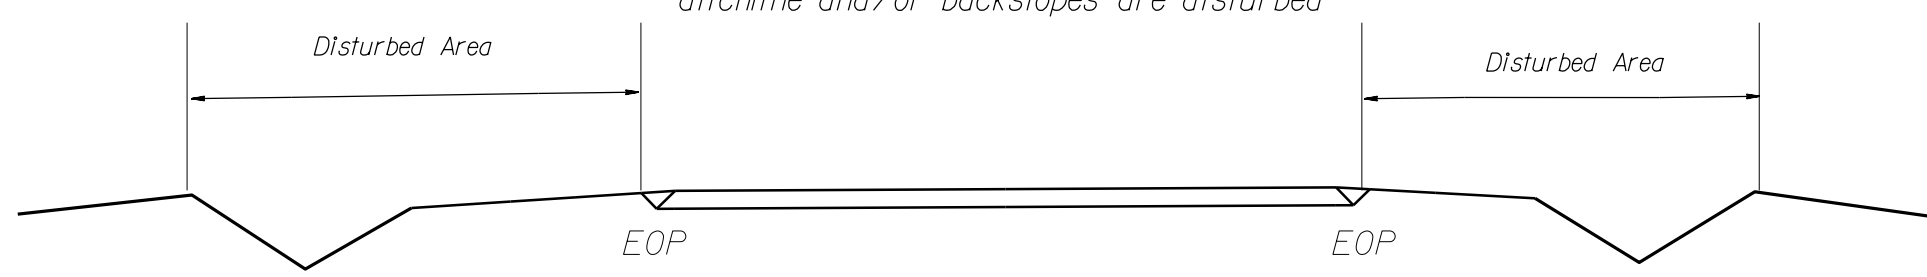 ditchline and/or backslopes are disturbed
Disturbed Area
Disturbed Area
EOP
EOP